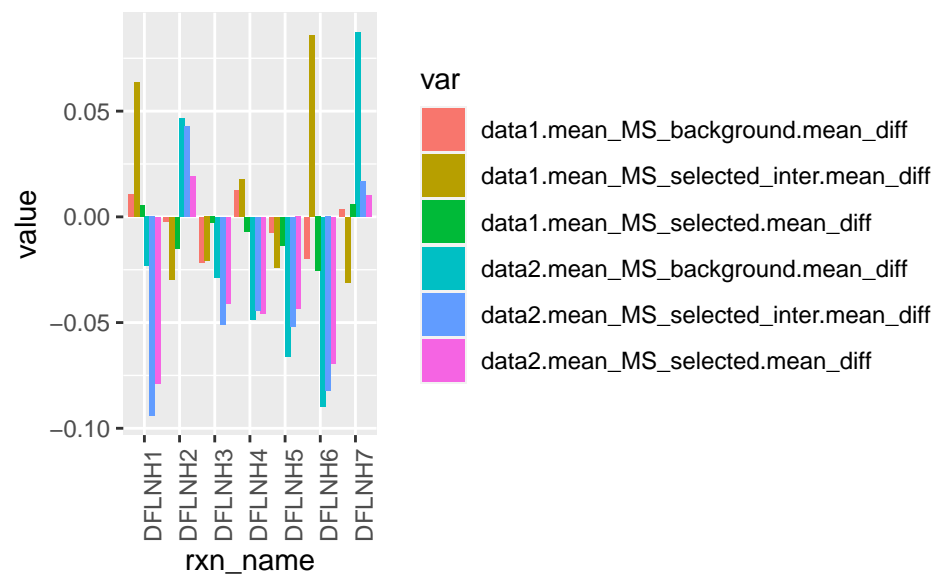 0.05
0.00
−0.05
−0.10
value
DFLNH1
DFLNH2
DFLNH3
DFLNH4
DFLNH5
DFLNH6
DFLNH7
rxn_name
var
data1.mean_MS_background.mean_diff
data1.mean_MS_selected_inter.mean_diff
data1.mean_MS_selected.mean_diff
data2.mean_MS_background.mean_diff
data2.mean_MS_selected_inter.mean_diff
data2.mean_MS_selected.mean_diff